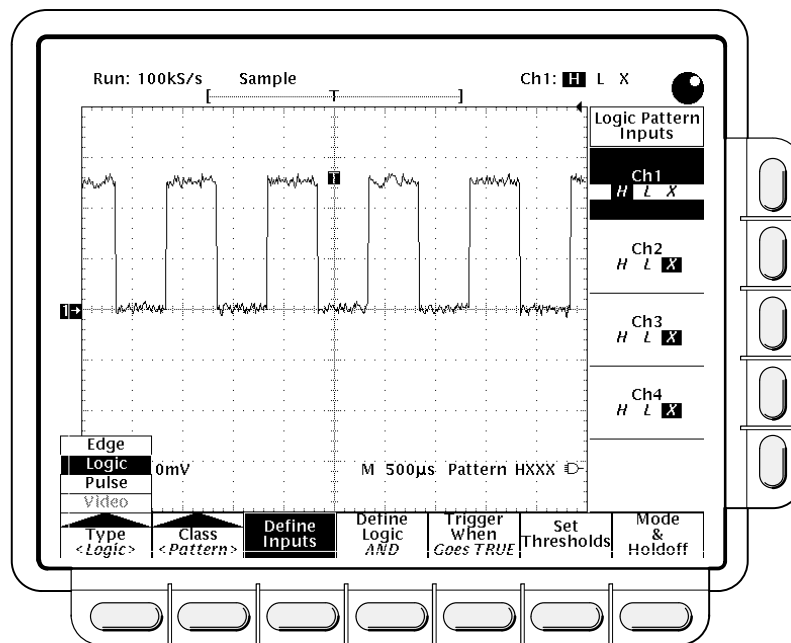 Run: 100kS/s Sample Ch1: H L X
[ T ]
Logic Pattern
Inputs
Ch1
H L X
Ch2
H L X
Ch3
H L X
Ch4
H L X
1
Edge
Logic
Pulse
Video
0mV M 500µs Pattern HXXX
Type
<Logic>
Class
<Pattern>
Define
Inputs
Define
Logic
AND
Trigger
When
Goes TRUE
Set
Thresholds
Mode
&
Holdoff